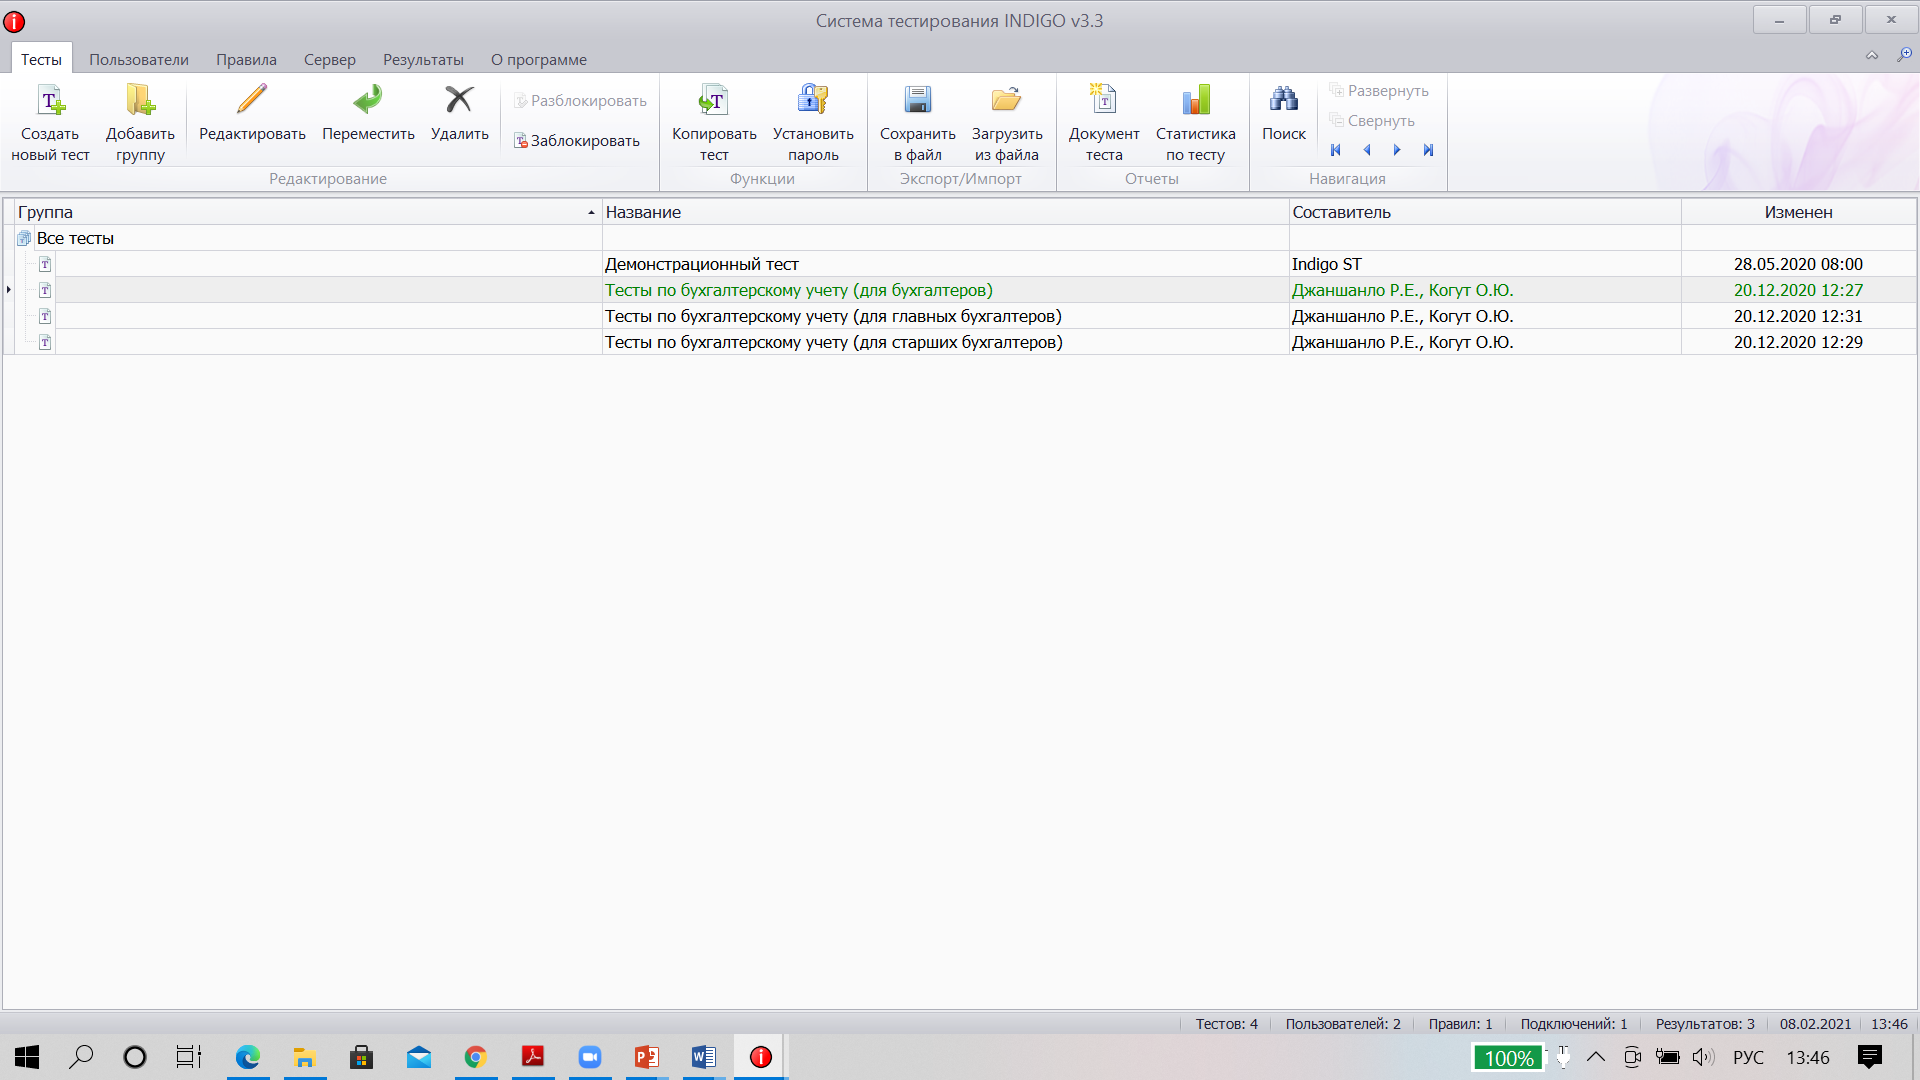 Система тестирования INDIGO v3.3
Тесты Пользователи Правила Сервер Результаты О программе
Создать новый тест
Добавить группу
Редактировать
Переместить
Удалить
Разблокировать
Заблокировать
Редактирование
Копировать тест
Установить пароль
Функции
Сохранить в файл
Загрузить из файла
Экспорт/Импорт
Документ теста
Статистика по тесту
Отчеты
Поиск
Развернуть
Свернуть
Навигация
Группа Название Составитель Изменен
Все тесты
Демонстрационный тест Indigo ST 28.05.2020 08:00
Тесты по бухгалтерскому учету (для бухгалтеров) Джаншанло Р.Е., Когут О.Ю. 20.12.2020 12:27
Тесты по бухгалтерскому учету (для главных бухгалтеров) Джаншанло Р.Е., Когут О.Ю. 20.12.2020 12:31
Тесты по бухгалтерскому учету (для старших бухгалтеров) Джаншанло Р.Е., Когут О.Ю. 20.12.2020 12:29
Тестов: 4 Пользователей: 2 Правил: 1 Подключений: 1 Результатов: 3 08.02.2021 13:46
100% РУС 13:46